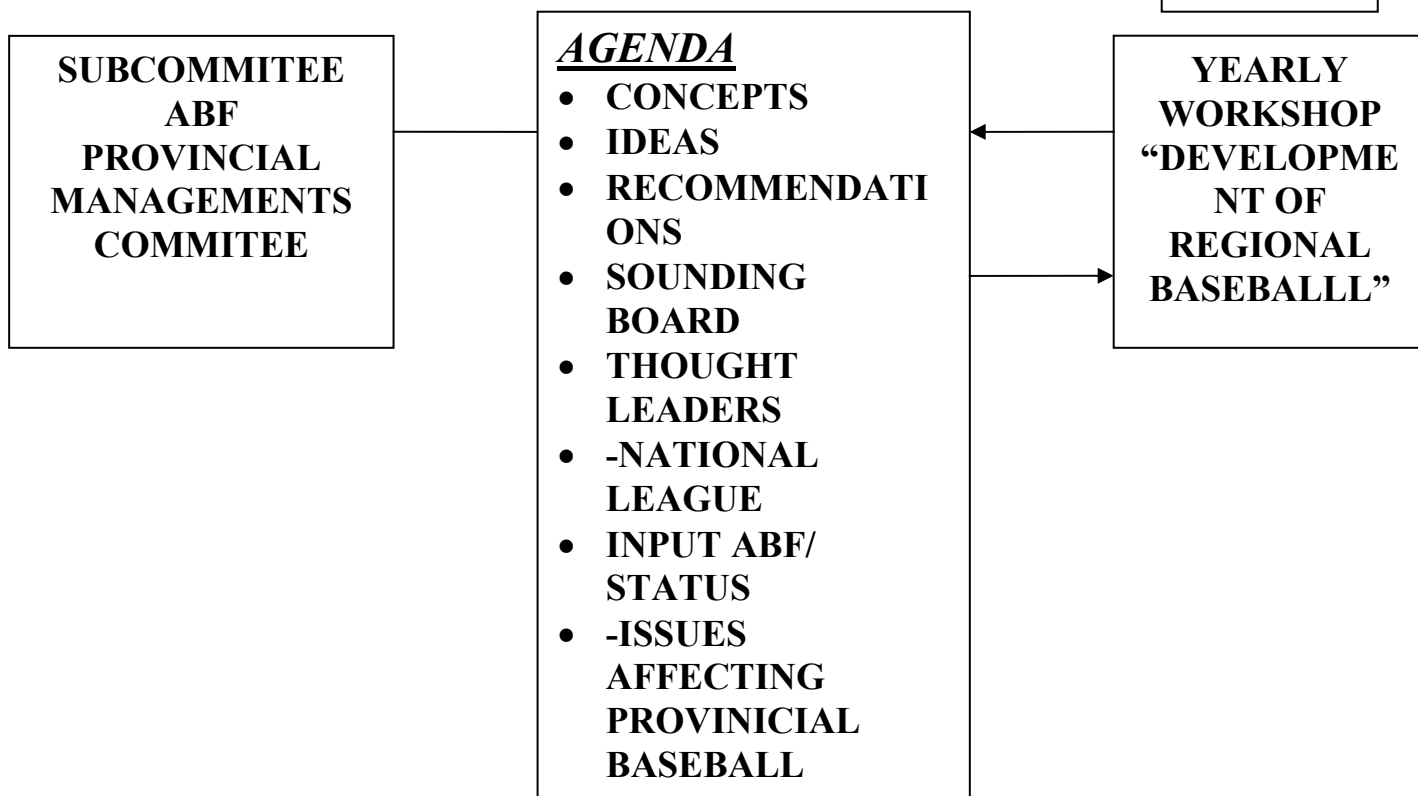 SUBCOMMITEE
ABF
PROVINCIAL
MANAGEMENTS
COMMITEE
AGENDA
• CONCEPTS
• IDEAS
• RECOMMENDATI
ONS
• SOUNDING
BOARD
• THOUGHT
LEADERS
• -NATIONAL
LEAGUE
• INPUT ABF/
STATUS
• -ISSUES
AFFECTING
PROVINICIAL
BASEBALL
YEARLY
WORKSHOP
“DEVELOPME
NT OF
REGIONAL
BASEBALLL”